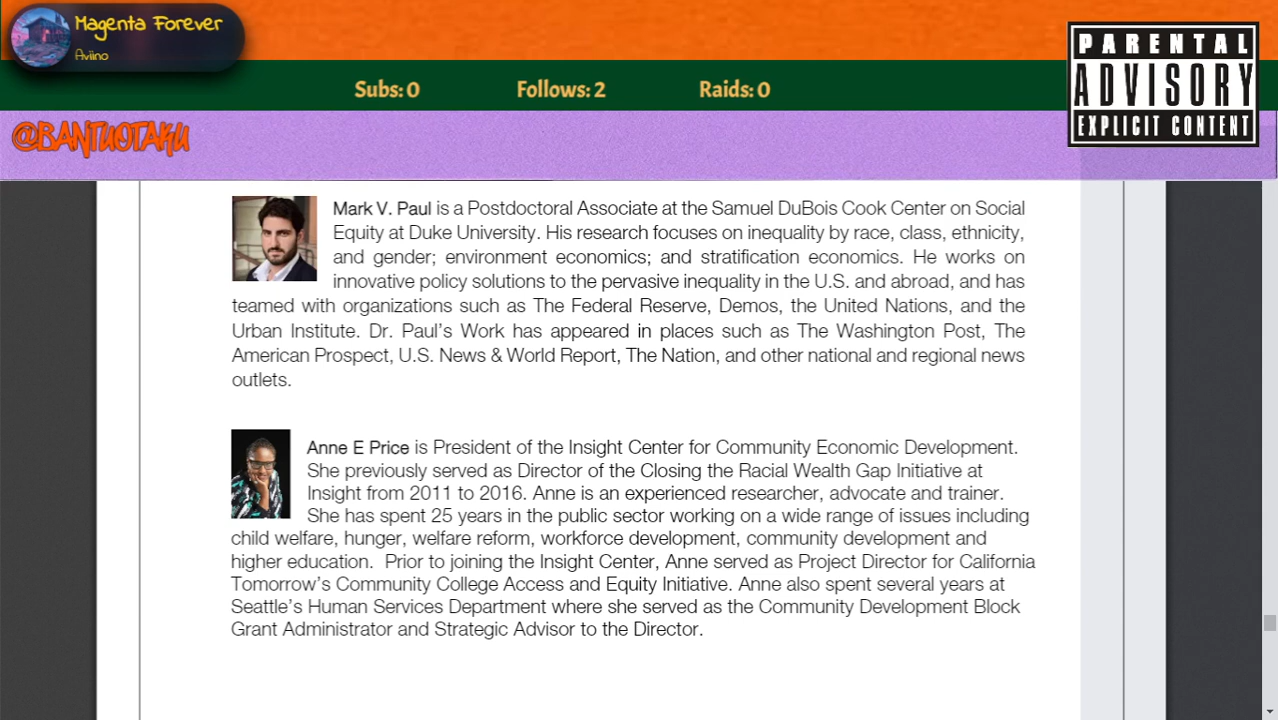 Magenta Forever
Aviino
PARENTAL
ADVISORY
EXPLICIT CONTENT
Subs: 0 Follows: 2 Raids: 0
@BANTUOTAKU
Mark V. Paul is a Postdoctoral Associate at the Samuel DuBois Cook Center on Social
Equity at Duke University. His research focuses on inequality by race, class, ethnicity,
and gender; environment economics; and stratification economics. He works on
innovative policy solutions to the pervasive inequality in the U.S. and abroad, and has
teamed with organizations such as The Federal Reserve, Demos, the United Nations, and the
Urban Institute. Dr. Paul's Work has appeared in places such as The Washington Post, The
American Prospect, U.S. News & World Report, The Nation, and other national and regional news
outlets.
Anne E Price is President of the Insight Center for Community Economic Development.
She previously served as Director of the Closing the Racial Wealth Gap Initiative at
Insight from 2011 to 2016. Anne is an experienced researcher, advocate and trainer.
She has spent 25 years in the public sector working on a wide range of issues including
child welfare, hunger, welfare reform, workforce development, community development and
higher education. Prior to joining the Insight Center, Anne served as Project Director for California
Tomorrow's Community College Access and Equity Initiative. Anne also spent several years at
Seattle's Human Services Department where she served as the Community Development Block
Grant Administrator and Strategic Advisor to the Director.